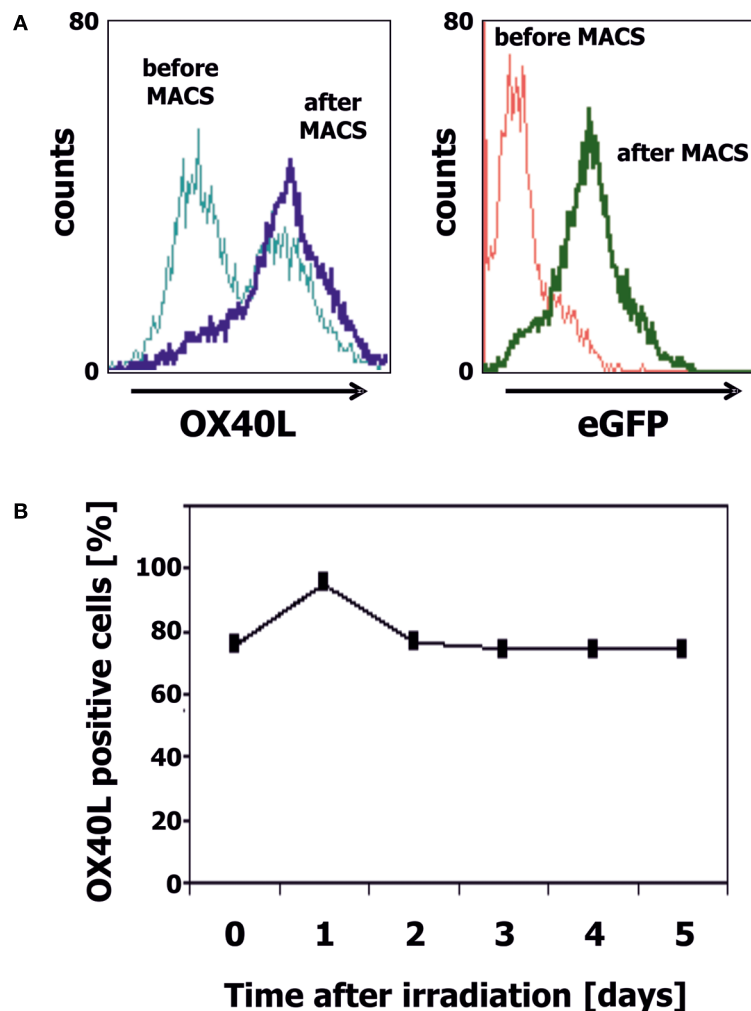 A
80
before
MACS
after
MACS
counts
0
OX40L
80
before MACS
after MACS
counts
0
eGFP
B
OX40L positive cells [%]
100
80
60
40
20
0
0 1 2 3 4 5
Time after irradiation [days]